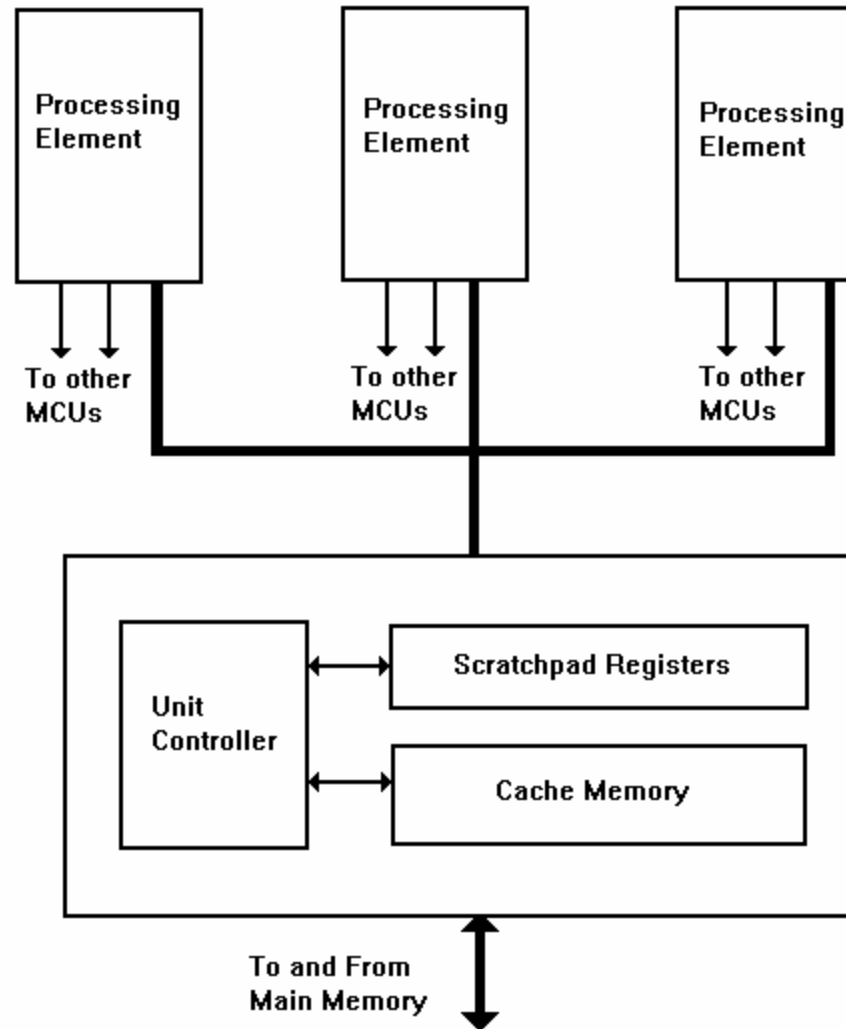 Processing
Element
Processing
Element
Processing
Element
To other
MCUs
To other
MCUs
To other
MCUs
Unit
Controller
Scratchpad Registers
Cache Memory
To and From
Main Memory